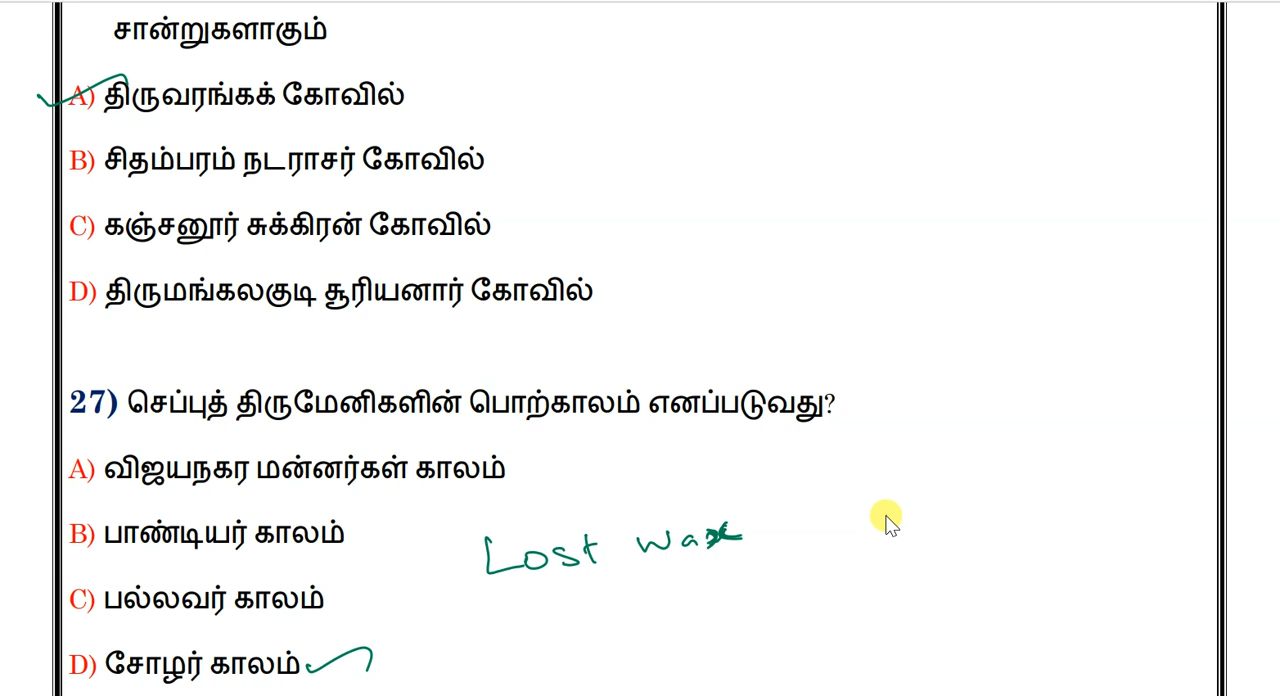 சான்றுகளாகும்
A) திருவரங்கக் கோவில்
B) சிதம்பரம் நடராசர் கோவில்
C) கஞ்சனூர் சுக்கிரன் கோவில்
D) திருமங்கலகுடி சூரியனார் கோவில்
27) செப்புத் திருமேனிகளின் பொற்காலம் எனப்படுவது?
A) விஜயநகர மன்னர்கள் காலம்
B) பாண்டியர் காலம்
Lost wax
C) பல்லவர் காலம்
D) சோழர் காலம்